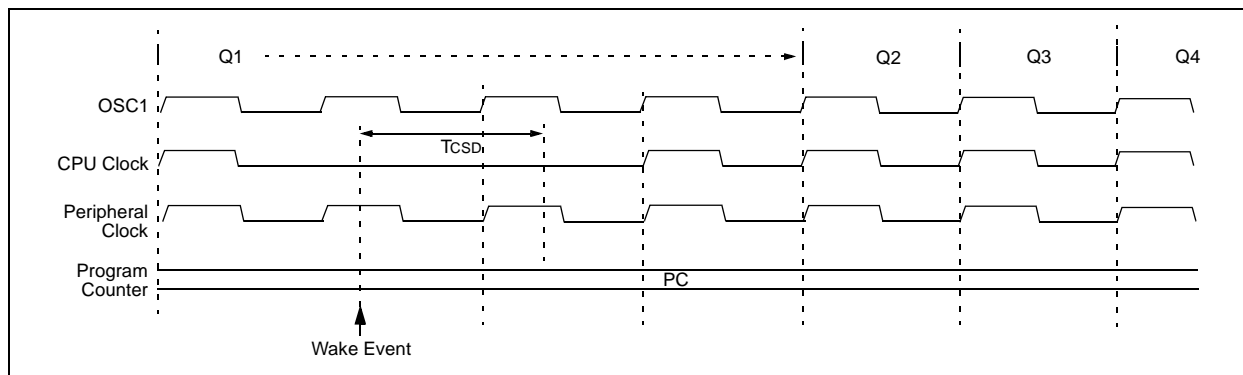 Q1 Q2 Q3 Q4
OSC1
TCSD
CPU Clock
Peripheral
Clock
Program
Counter
PC
Wake Event